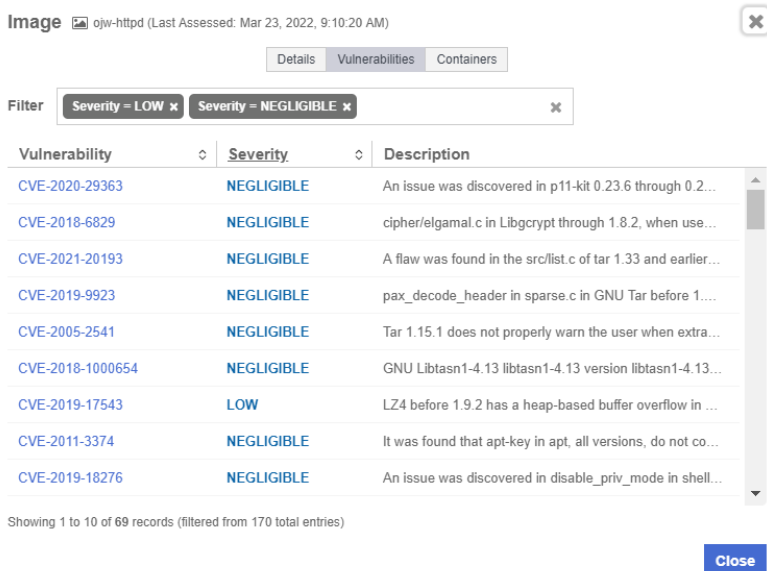 Image ojw-httpd (Last Assessed: Mar 23, 2022, 9:10:20 AM)
Details Vulnerabilities Containers
Filter Severity = LOW × Severity = NEGLIGIBLE ×
Vulnerability Severity Description
CVE-2020-29363 NEGLIGIBLE An issue was discovered in p11-kit 0.23.6 through 0.2...
CVE-2018-6829 NEGLIGIBLE cipher/elgamal.c in Libgcrypt through 1.8.2, when use...
CVE-2021-20193 NEGLIGIBLE A flaw was found in the src/list.c of tar 1.33 and earlier...
CVE-2019-9923 NEGLIGIBLE pax_decode_header in sparse.c in GNU Tar before 1....
CVE-2005-2541 NEGLIGIBLE Tar 1.15.1 does not properly warn the user when extra...
CVE-2018-1000654 NEGLIGIBLE GNU Libtasn1-4.13 libtasn1-4.13 version libtasn1-4.13...
CVE-2019-17543 LOW LZ4 before 1.9.2 has a heap-based buffer overflow in ...
CVE-2011-3374 NEGLIGIBLE It was found that apt-key in apt, all versions, do not co...
CVE-2019-18276 NEGLIGIBLE An issue was discovered in disable_priv_mode in shell...
Showing 1 to 10 of 69 records (filtered from 170 total entries)
Close